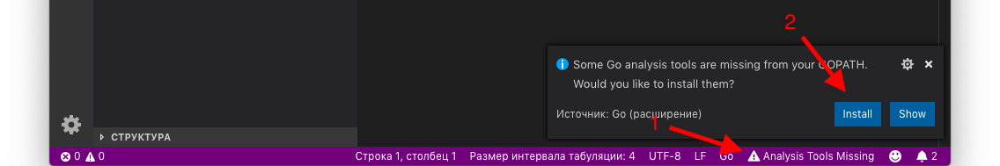 2
Some Go analysis tools are missing from your GOPATH.
Would you like to install them?
Источник: Go (расширение)
Install
Show
1
СТРУКТУРА
0 0
Строка 1, столбец 1
Размер интервала табуляции: 4
UTF-8
LF
Go
Analysis Tools Missing
2